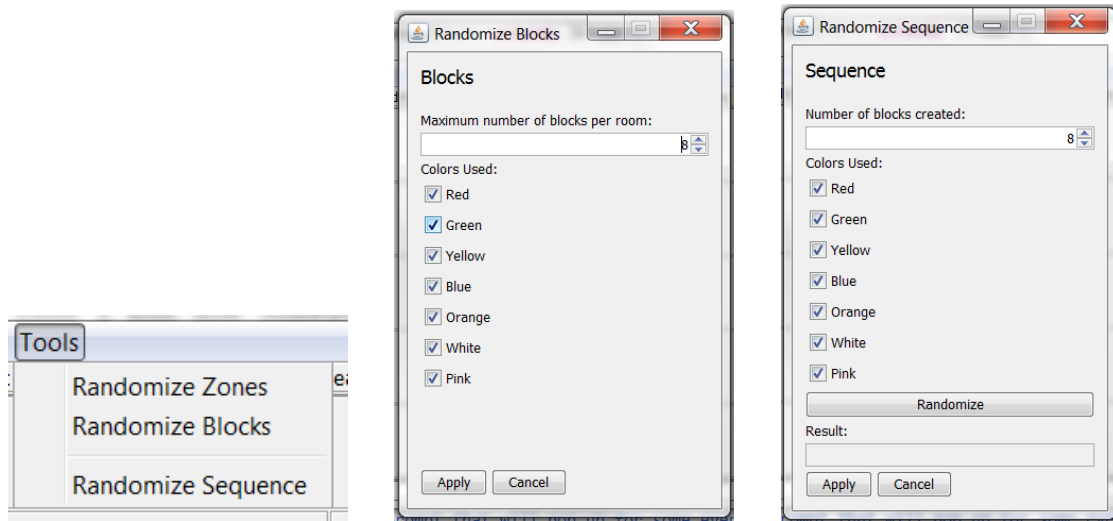 Tools
Randomize Zones
Randomize Blocks
Randomize Sequence
Randomize Blocks
Blocks
Maximum number of blocks per room:
8
Colors Used:
Red
Green
Yellow
Blue
Orange
White
Pink
Apply Cancel
Randomize Sequence
Sequence
Number of blocks created:
8
Colors Used:
Red
Green
Yellow
Blue
Orange
White
Pink
Randomize
Result:
Apply Cancel